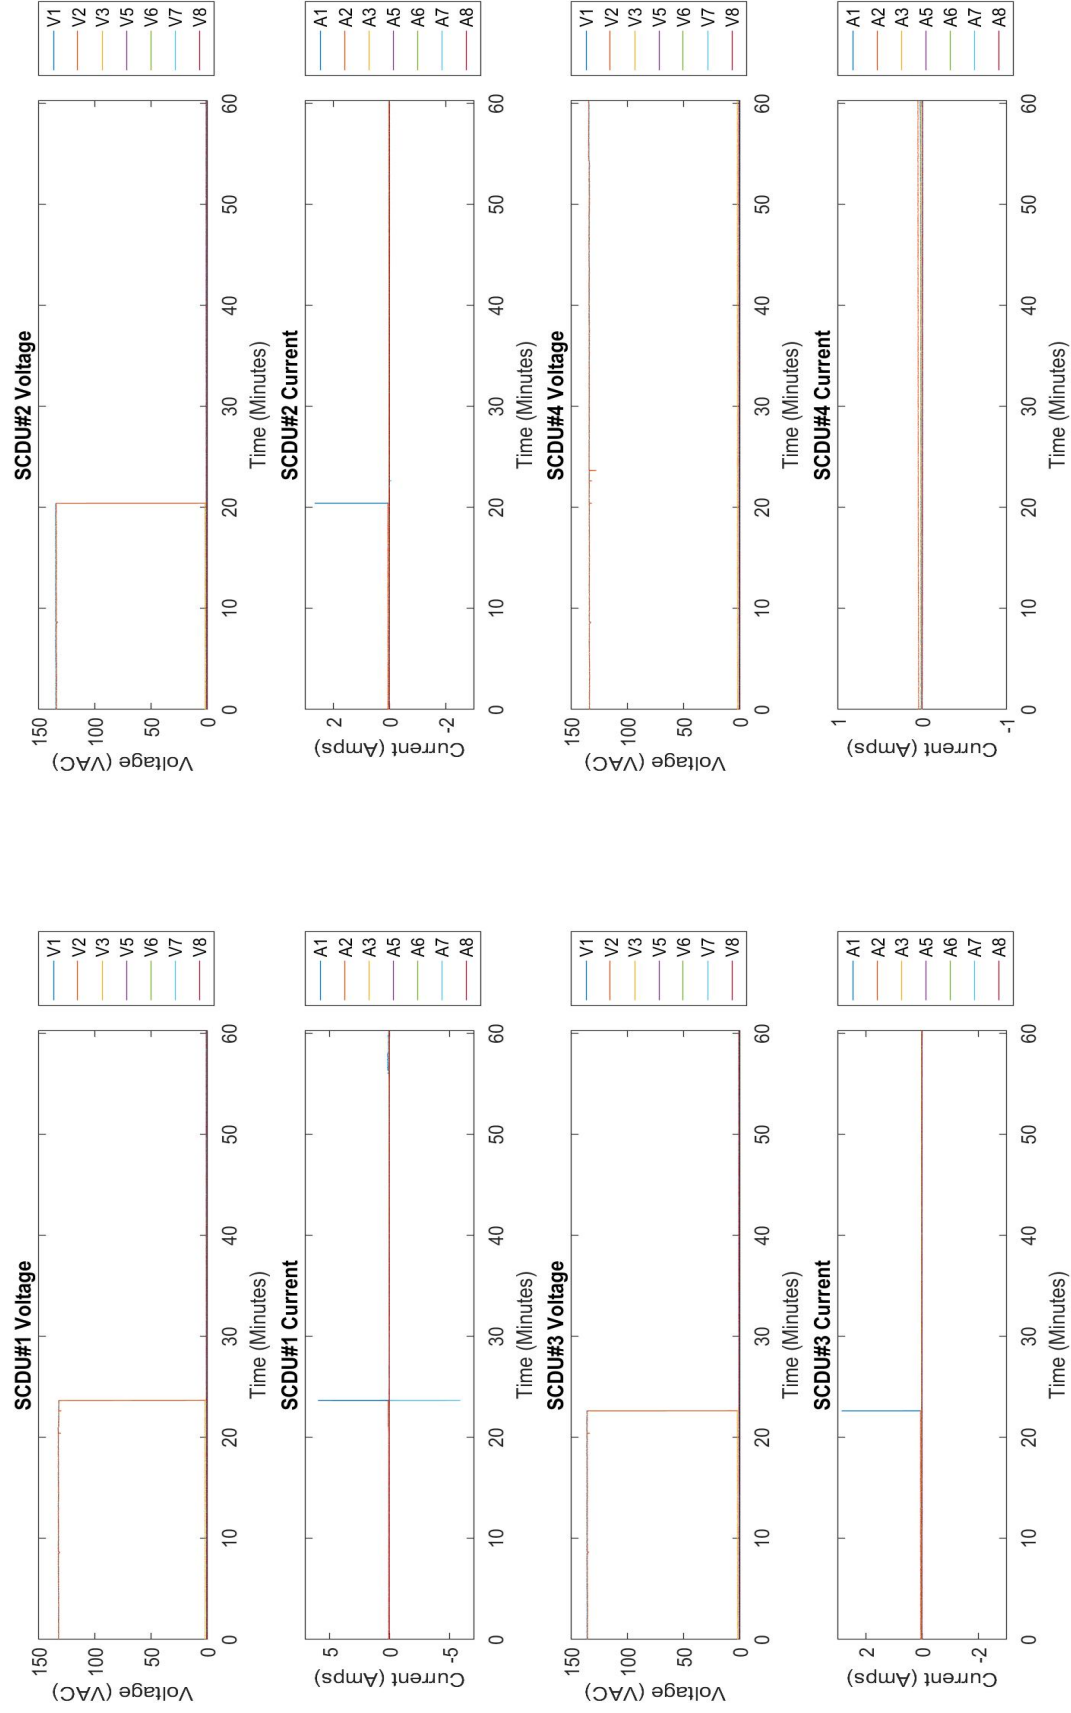 SCDU#1 Voltage
Voltage (VAC)
150
100
50
0
0 10 20 30 40 50 60
Time (Minutes)
V1
V2
V3
V5
V6
V7
V8
SCDU#2 Voltage
Voltage (VAC)
150
100
50
0
0 10 20 30 40 50 60
Time (Minutes)
V1
V2
V3
V5
V6
V7
V8
SCDU#1 Current
Current (Amps)
5
0
-5
0 10 20 30 40 50 60
Time (Minutes)
A1
A2
A3
A5
A6
A7
A8
SCDU#2 Current
Current (Amps)
2
0
-2
0 10 20 30 40 50 60
Time (Minutes)
A1
A2
A3
A5
A6
A7
A8
SCDU#3 Voltage
Voltage (VAC)
150
100
50
0
0 10 20 30 40 50 60
Time (Minutes)
V1
V2
V3
V5
V6
V7
V8
SCDU#4 Voltage
Voltage (VAC)
150
100
50
0
0 10 20 30 40 50 60
Time (Minutes)
V1
V2
V3
V5
V6
V7
V8
SCDU#3 Current
Current (Amps)
2
0
-2
0 10 20 30 40 50 60
Time (Minutes)
A1
A2
A3
A5
A6
A7
A8
SCDU#4 Current
Current (Amps)
1
0
-1
0 10 20 30 40 50 60
Time (Minutes)
A1
A2
A3
A5
A6
A7
A8